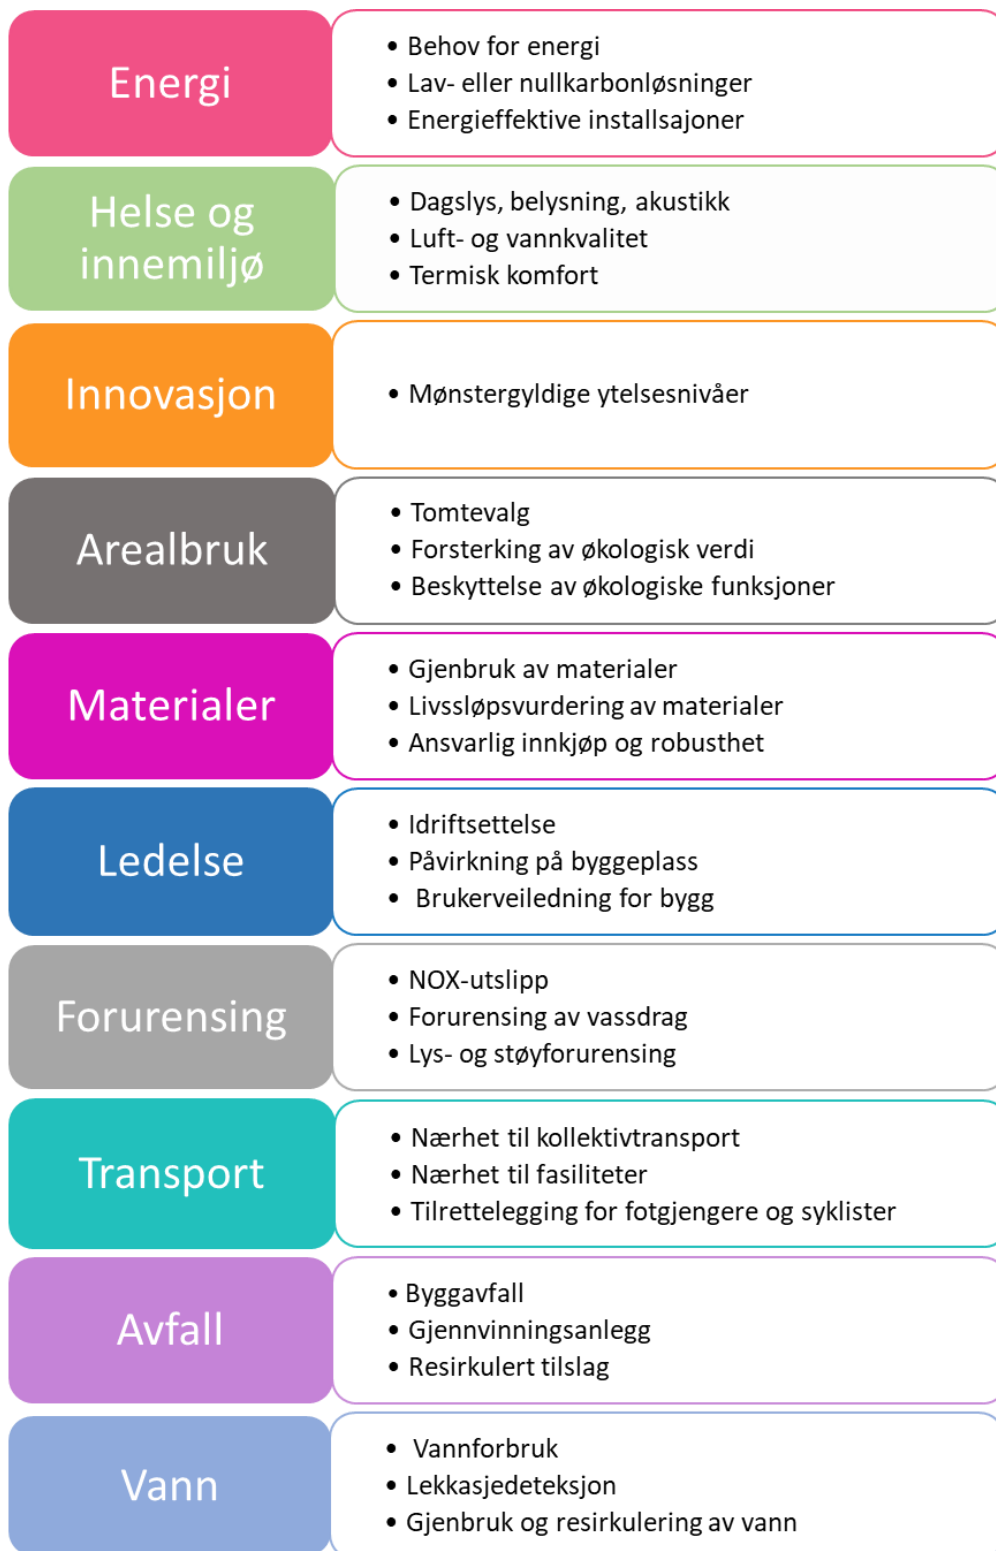 Energi
• Behov for energi
• Lav- eller nullkarbonløsninger
• Energieffektive installsajoner
Helse og
innemiljø
• Dagslys, belysning, akustikk
• Luft- og vannkvalitet
• Termisk komfort
Innovasjon
• Mønstergyldige ytelsesnivåer
Arealbruk
• Tomtevalg
• Forsterking av økologisk verdi
• Beskyttelse av økologiske funksjoner
Materialer
• Gjenbruk av materialer
• Livssløpsvurdering av materialer
• Ansvarlig innkjøp og robusthet
Ledelse
• Idriftsettelse
• Påvirkning på byggeplass
• Brukerveiledning for bygg
Forurensing
• NOX-utslipp
• Forurensing av vassdrag
• Lys- og støyforurensing
Transport
• Nærhet til kollektivtransport
• Nærhet til fasiliteter
• Tilrettelegging for fotgjengere og syklister
Avfall
• Byggavfall
• Gjennvinningsanlegg
• Resirkulert tilslag
Vann
• Vannforbruk
• Lekkasjedeteksjon
• Gjenbruk og resirkulering av vann